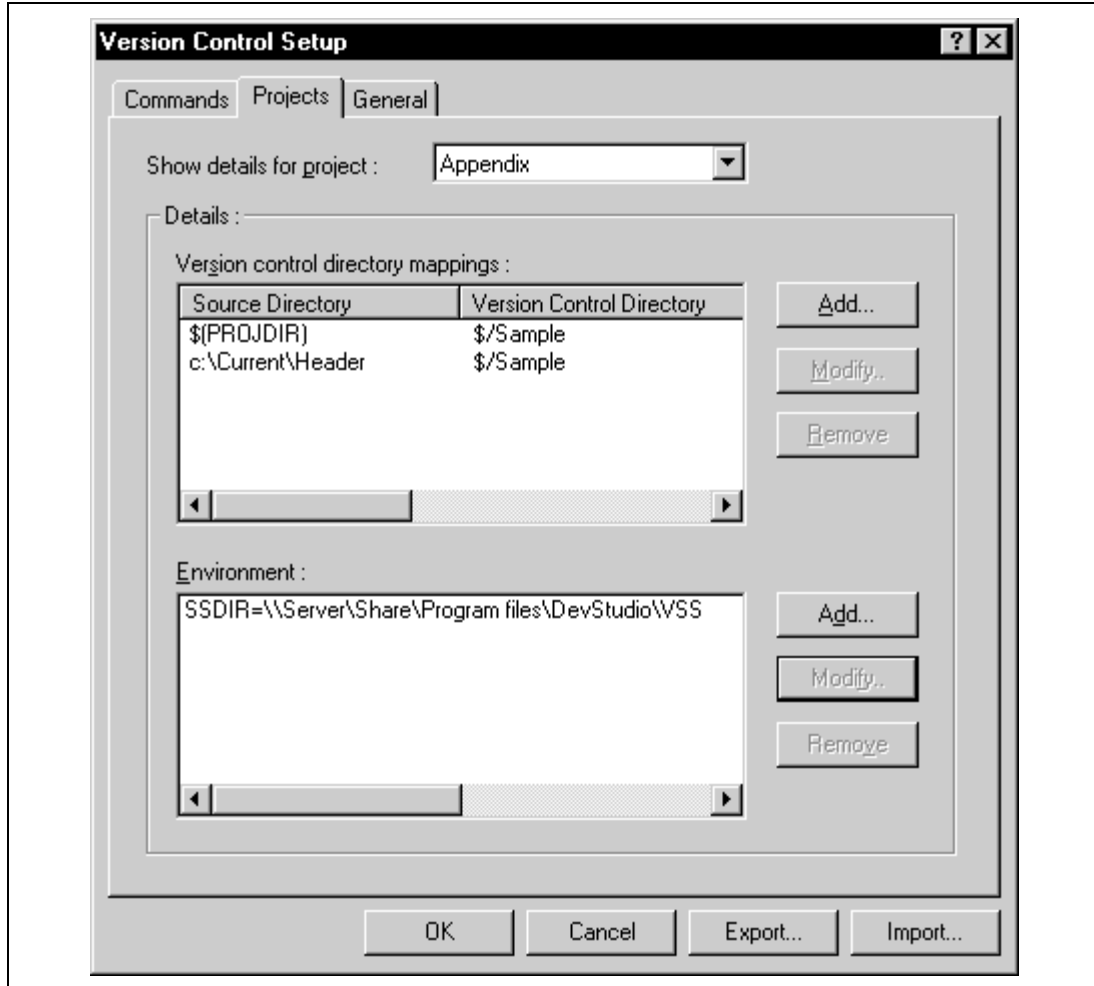 Version Control Setup
Commands Projects General
Show details for project : Appendix
Details :
Version control directory mappings :
Source Directory Version Control Directory
$(PROJDIR) $/Sample
c:\Current\Header $/Sample
Add...
Modify..
Remove
Environment :
SSDIR=\\Server\Share\Program files\DevStudio\VSS
Add...
Modify..
Remove
OK Cancel Export... Import...